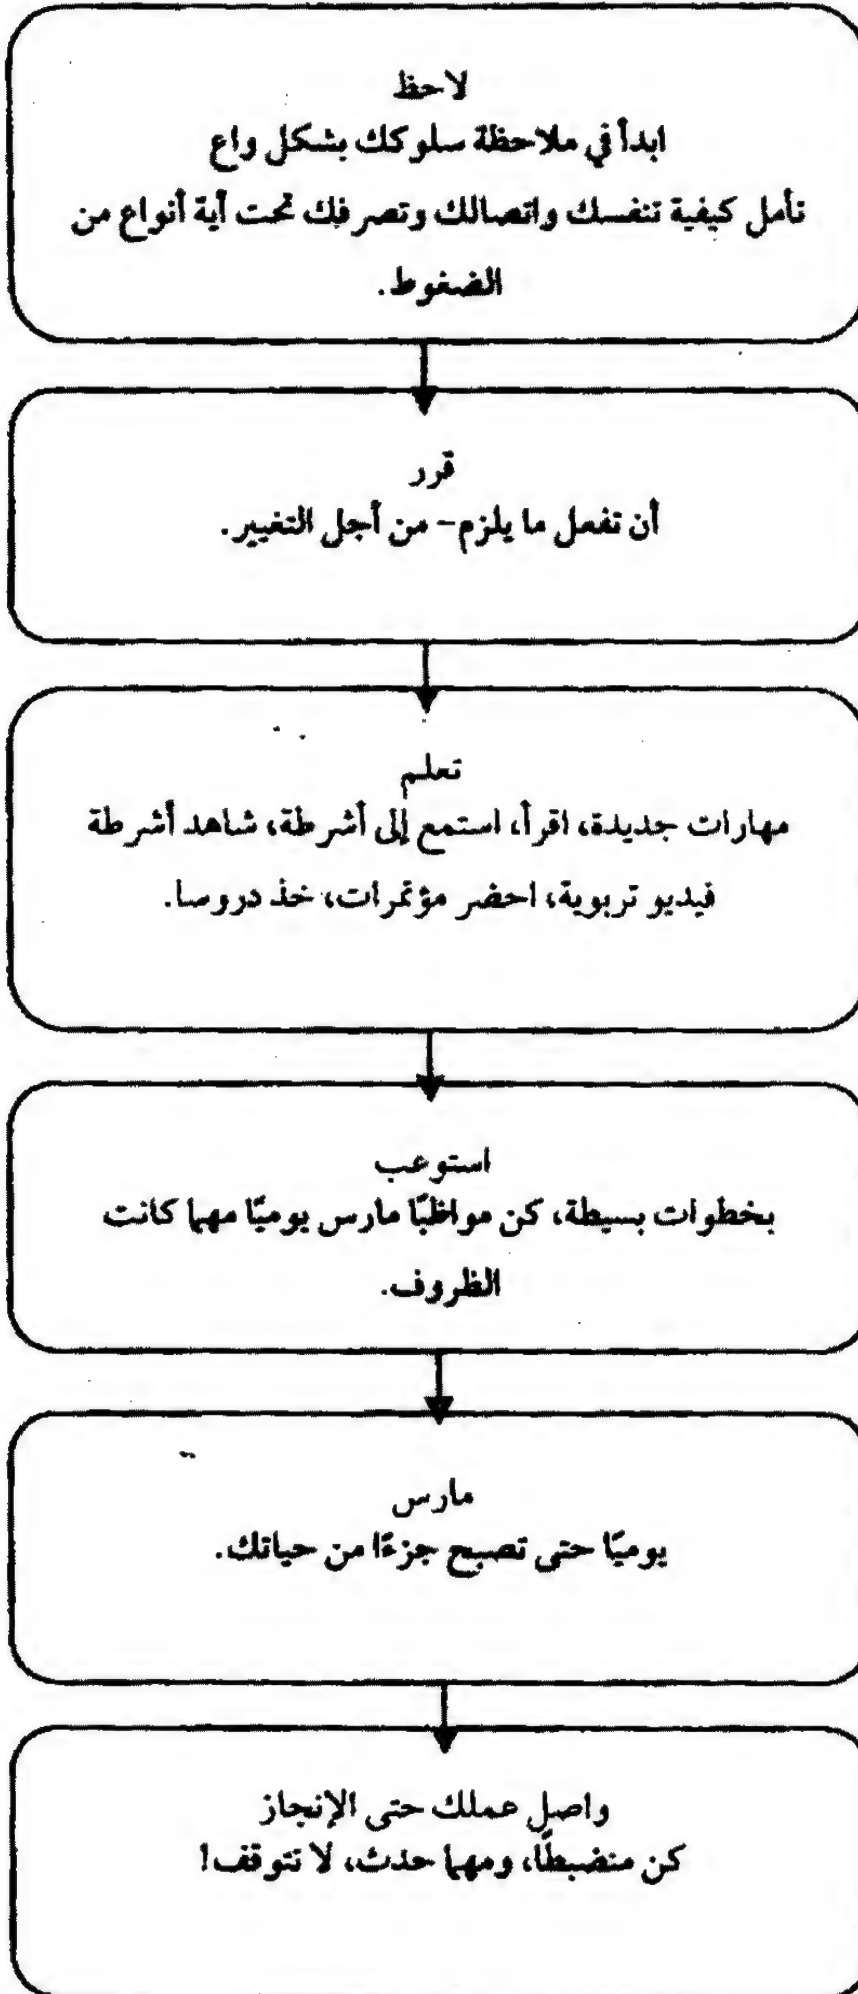 لاحظ
ابدأ في ملاحظة سلوكك بشكل واع
تأمل كيفية تنفسك واتصالك وتصرفك تحت أية أنواع من
الضغوط.
قرر
أن تفعل ما يلزم- من أجل التغيير.
تعلم
مهارات جديدة، اقرأ، استمع إلى أشرطة، شاهد أشرطة
فيديو تربوية، احضر مؤتمرات، خذ دروسا.
استوعب
بخطوات بسيطة، كن مواظبًا مارس يوميًا مهما كانت
الظروف.
مارس
يوميًا حتى تصبح جزءًا من حياتك.
واصل عملك حتى الإنجاز
كن منضبطًا، ومهما حدث، لا تتوقف!